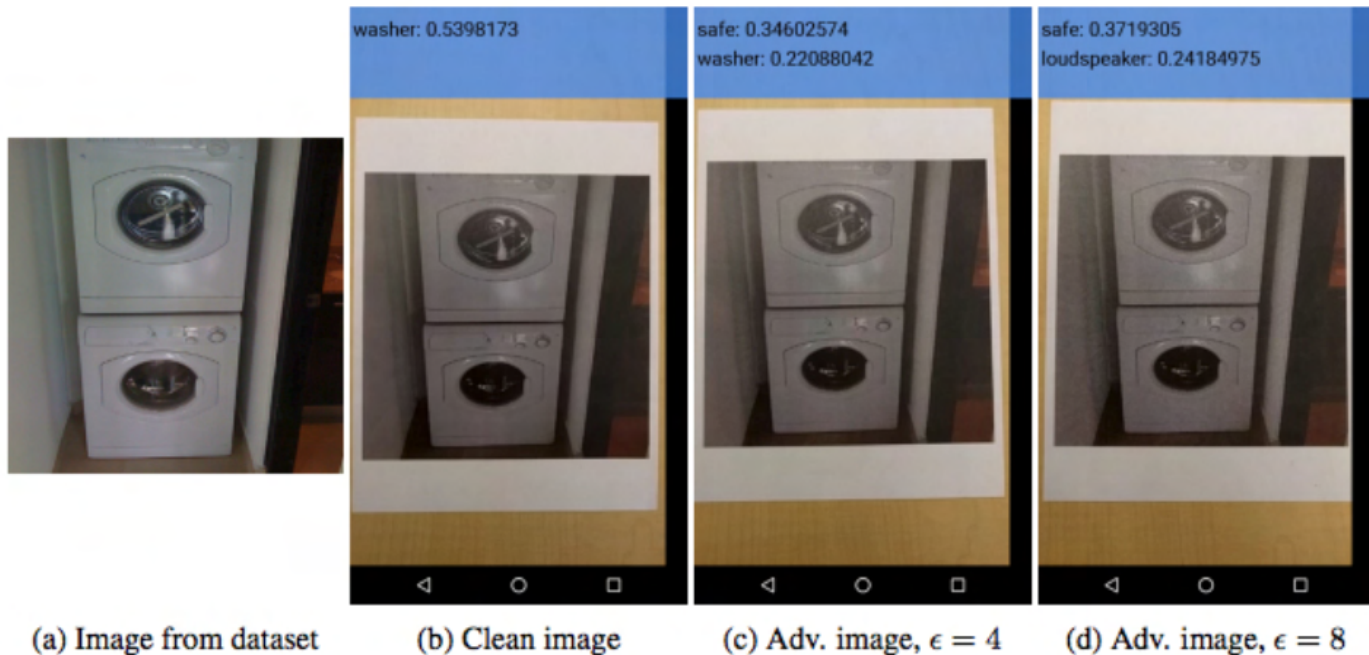 washer: 0.5398173
safe: 0.34602574
washer: 0.22088042
safe: 0.3719305
loudspeaker: 0.24184975
(a) Image from dataset
(b) Clean image
(c) Adv. image, ϵ = 4
(d) Adv. image, ϵ = 8